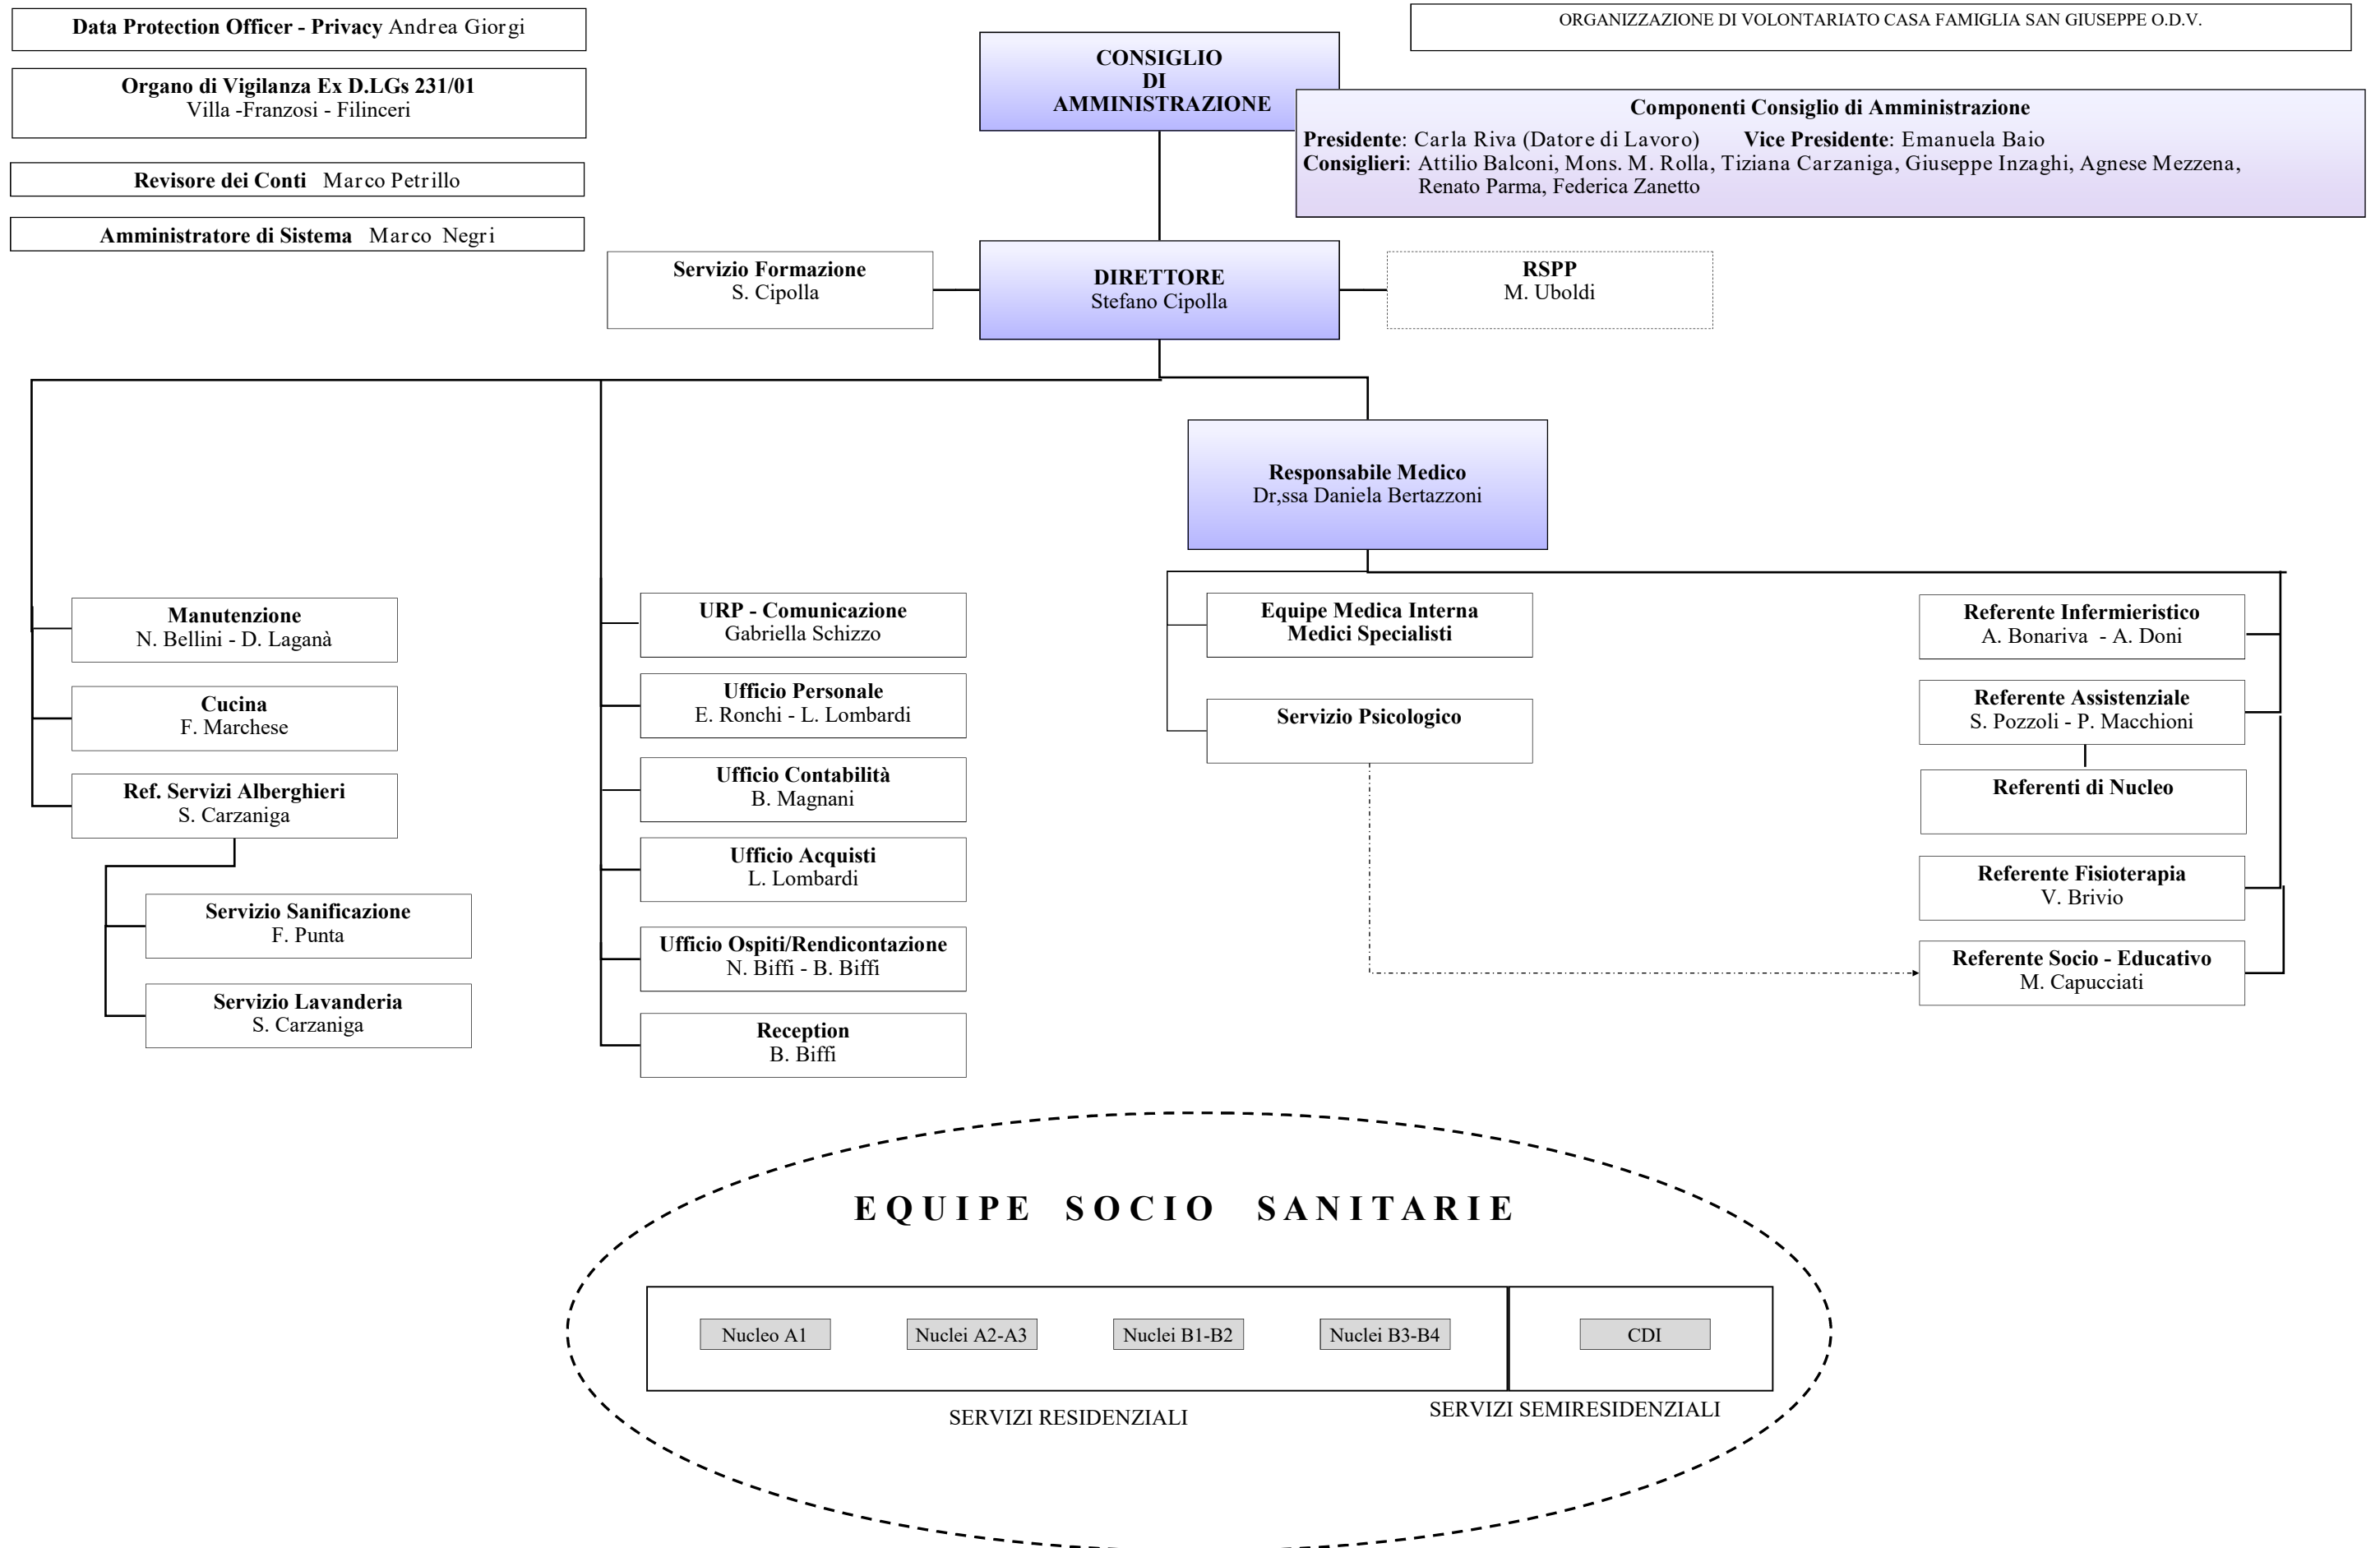 Data Protection Officer - Privacy Andrea Giorgi
Organo di Vigilanza Ex D.LGs 231/01
Villa -Franzosi - Filinceri
Revisore dei Conti Marco Petrillo
Amministratore di Sistema Marco Negri
CONSIGLIO
DI
AMMINISTRAZIONE
ORGANIZZAZIONE DI VOLONTARIATO CASA FAMIGLIA SAN GIUSEPPE O.D.V.
Componenti Consiglio di Amministrazione
Presidente: Carla Riva (Datore di Lavoro) Vice Presidente: Emanuela Baio
Consiglieri: Attilio Balconi, Mons. M. Rolla, Tiziana Carzaniga, Giuseppe Inzaghi, Agnese Mezzena,
Renato Parma, Federica Zanetto
Servizio Formazione
S. Cipolla
DIRETTORE
Stefano Cipolla
RSPP
M. Uboldi
Responsabile Medico
Dr,ssa Daniela Bertazzoni
Manutenzione
N. Bellini - D. Laganà
Cucina
F. Marchese
Ref. Servizi Alberghieri
S. Carzaniga
Servizio Sanificazione
F. Punta
Servizio Lavanderia
S. Carzaniga
URP - Comunicazione
Gabriella Schizzo
Ufficio Personale
E. Ronchi - L. Lombardi
Ufficio Contabilità
B. Magnani
Ufficio Acquisti
L. Lombardi
Ufficio Ospiti/Rendicontazione
N. Biffi - B. Biffi
Reception
B. Biffi
Equipe Medica Interna
Medici Specialisti
Servizio Psicologico
Referente Infermieristico
A. Bonariva - A. Doni
Referente Assistenziale
S. Pozzoli - P. Macchioni
Referenti di Nucleo
Referente Fisioterapia
V. Brivio
Referente Socio - Educativo
M. Capucciati
EQUIPE SOCIO SANITARIE
Nucleo A1
Nuclei A2-A3
Nuclei B1-B2
Nuclei B3-B4
CDI
SERVIZI RESIDENZIALI
SERVIZI SEMIRESIDENZIALI